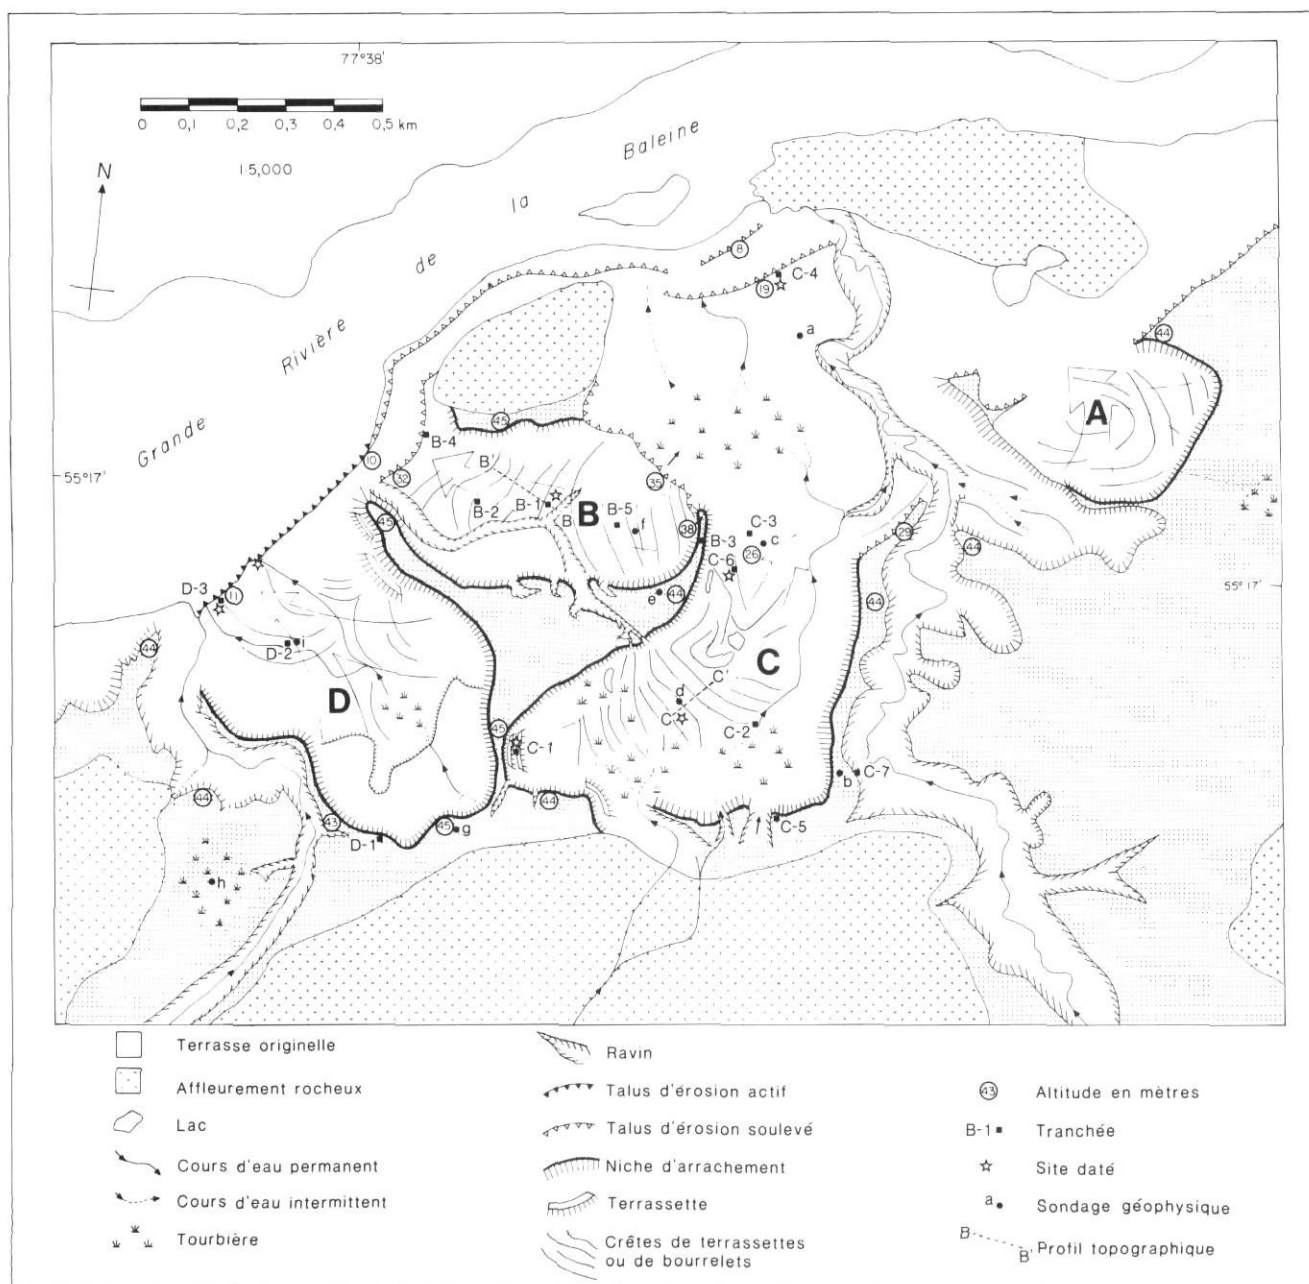 77°38'
0 0,1 0,2 0,3 0,4 0,5 km
1:5,000
N
Baleine
la
de
Rivière
Grande
8
C-4
19
a
44
A
45
B-4
10
32
B'
35
55°17'
B-2
B-1
B
B
B-5
f
45
38
B-3
C-3
c
26
C-6
29
44
55°17'
D-3
11
e
44
44
D-2
i
44
C
C'
D
d
C
C-2
45
C-1
b
C-7
44
44
43
D-1
45
g
C-5
h
Terrasse originelle
Affleurement rocheux
Lac
Cours d'eau permanent
Cours d'eau intermittent
Tourbière
Ravin
Talus d'érosion actif
Talus d'érosion soulevé
Niche d'arrachement
Terrassette
Crêtes de terrassettes
ou de bourrelets
43 Altitude en mètres
B-1 Tranchée
Site daté
a Sondage géophysique
B B' Profil topographique